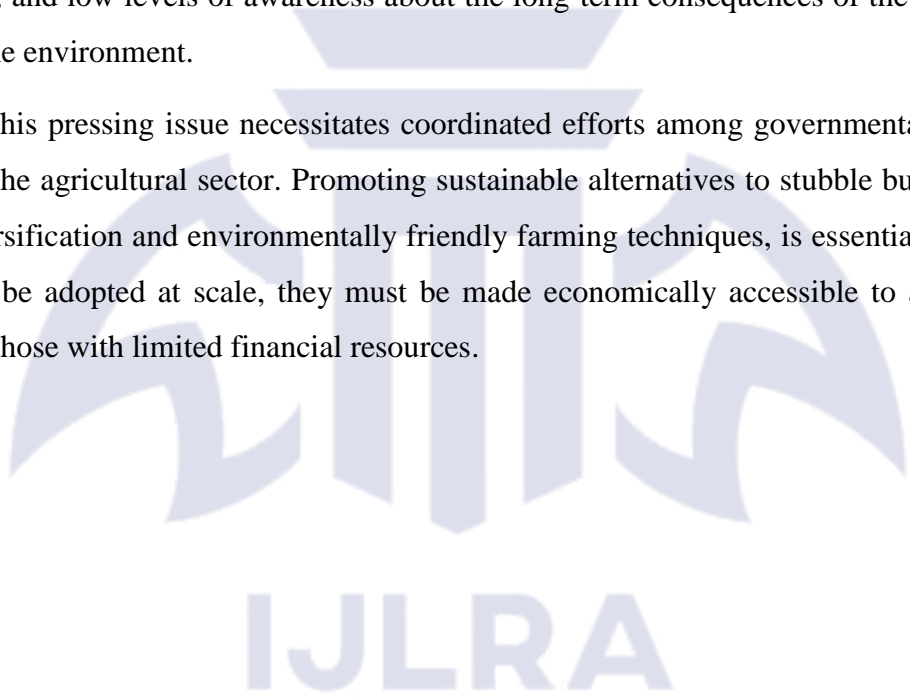 and low levels of awareness about the long term consequences of the
e environment.
his pressing issue necessitates coordinated efforts among governmenta
he agricultural sector. Promoting sustainable alternatives to stubble bu
rsification and environmentally friendly farming techniques, is essential
be adopted at scale, they must be made economically accessible to
hose with limited financial resources.
IJLRA